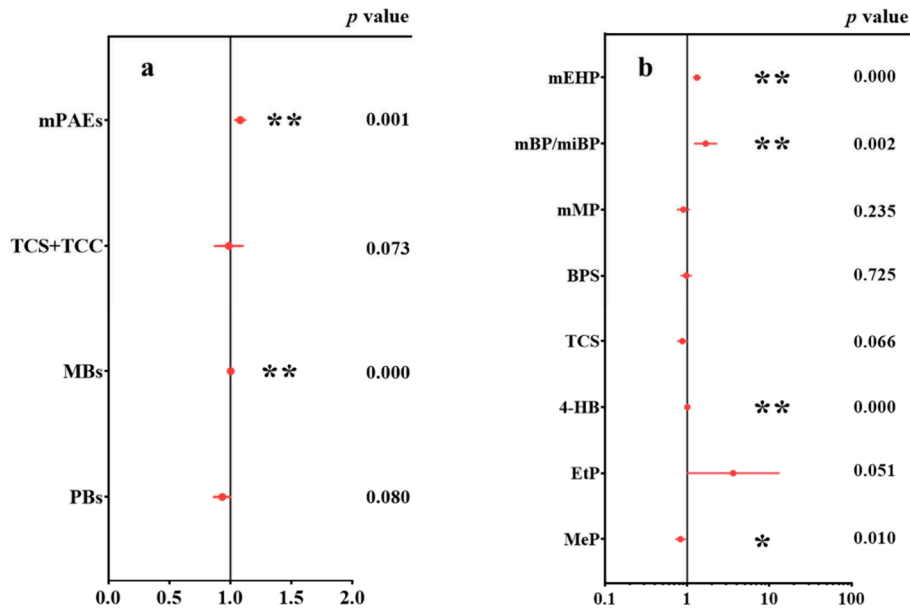 p value
a
mPAEs ** 0.001
TCS+TCC 0.073
MBs ** 0.000
PBs 0.080
0.0 0.5 1.0 1.5 2.0
p value
b
mEHP ** 0.000
mBP/miBP ** 0.002
mMP 0.235
BPS 0.725
TCS 0.066
4-HB ** 0.000
EtP 0.051
MeP * 0.010
0.1 1 10 100